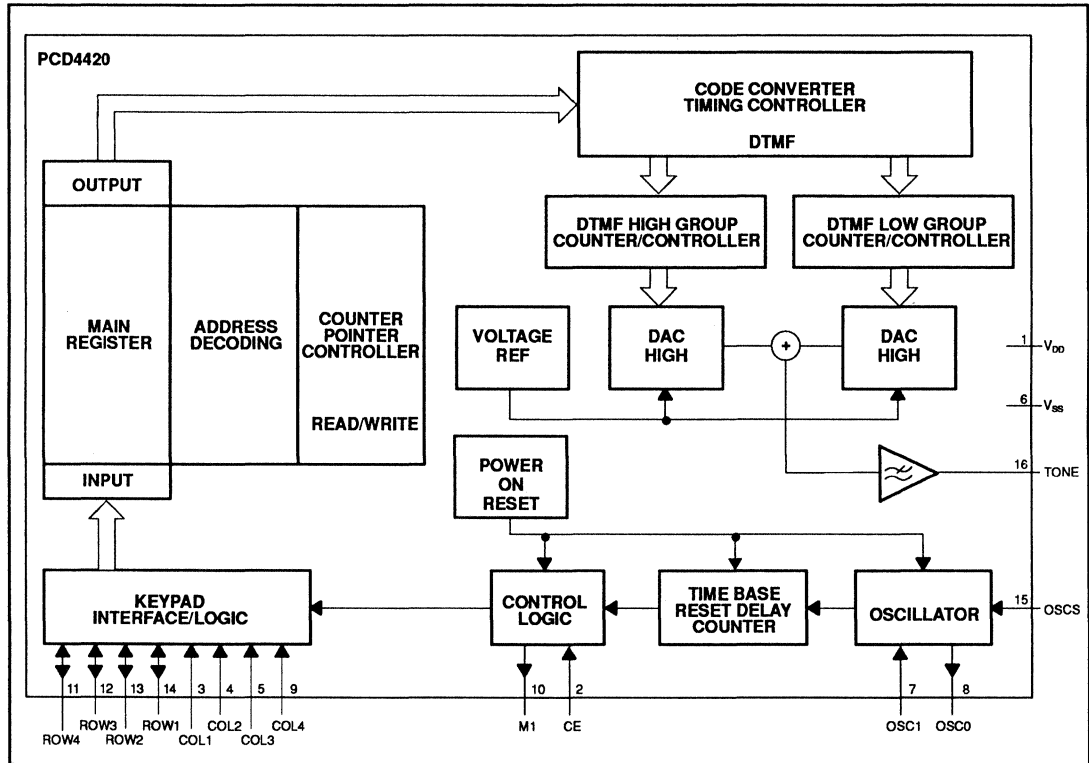 PCD4420
CODE CONVERTER
TIMING CONTROLLER
DTMF
OUTPUT
DTMF HIGH GROUP
COUNTER/CONTROLLER
DTMF LOW GROUP
COUNTER/CONTROLLER
MAIN
REGISTER
ADDRESS
DECODING
COUNTER
POINTER
CONTROLLER
READ/WRITE
VOLTAGE
REF
DAC
HIGH
+
DAC
HIGH
1 VDD
6 VSS
INPUT
POWER
ON
RESET
16 TONE
KEYPAD
INTERFACE/LOGIC
CONTROL
LOGIC
TIME BASE
RESET DELAY
COUNTER
OSCILLATOR
15 OSCS
11 12 13 14 3 4 5 9 10 2 7 8
ROW4 ROW3 ROW2 ROW1 COL1 COL2 COL3 COL4 M1 CE OSC1 OSC0